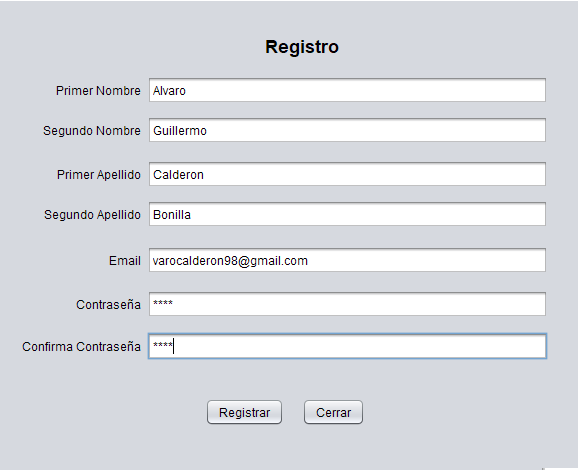 Registro
Primer Nombre Alvaro
Segundo Nombre Guillermo
Primer Apellido Calderon
Segundo Apellido Bonilla
Email varocalderon98@gmail.com
Contraseña ****
Confirma Contraseña ****
Registrar Cerrar